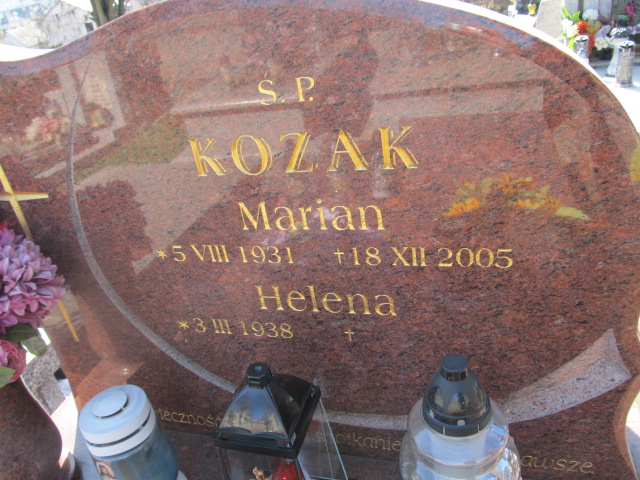 Ś.P.
KOZAK
Marian
*5 VIII 1931 +18 XII 2005
Helena
*3 III 1938 +